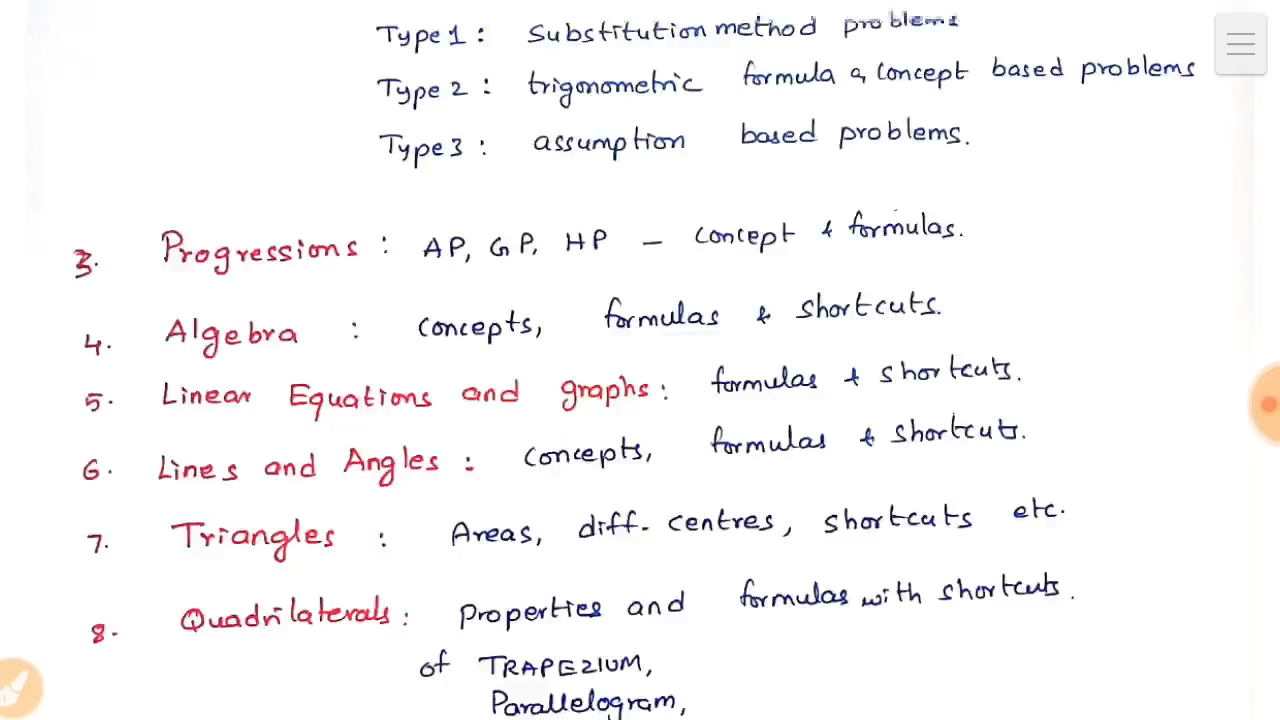 Type 1 : Substitution method problems
Type 2 : trigonometric formula & concept based problems
Type 3 : assumption based problems.
3. Progressions : AP, GP, HP – concept & formulas.
4. Algebra : concepts, formulas & shortcuts.
5. Linear Equations and graphs : formulas & shortcuts.
6. Lines and Angles : concepts, formulas & shortcuts.
7. Triangles : Areas, diff. centres, shortcuts etc.
8. Quadrilaterals : Properties and formulas with shortcuts.
of TRAPEZIUM,
Parallelogram,